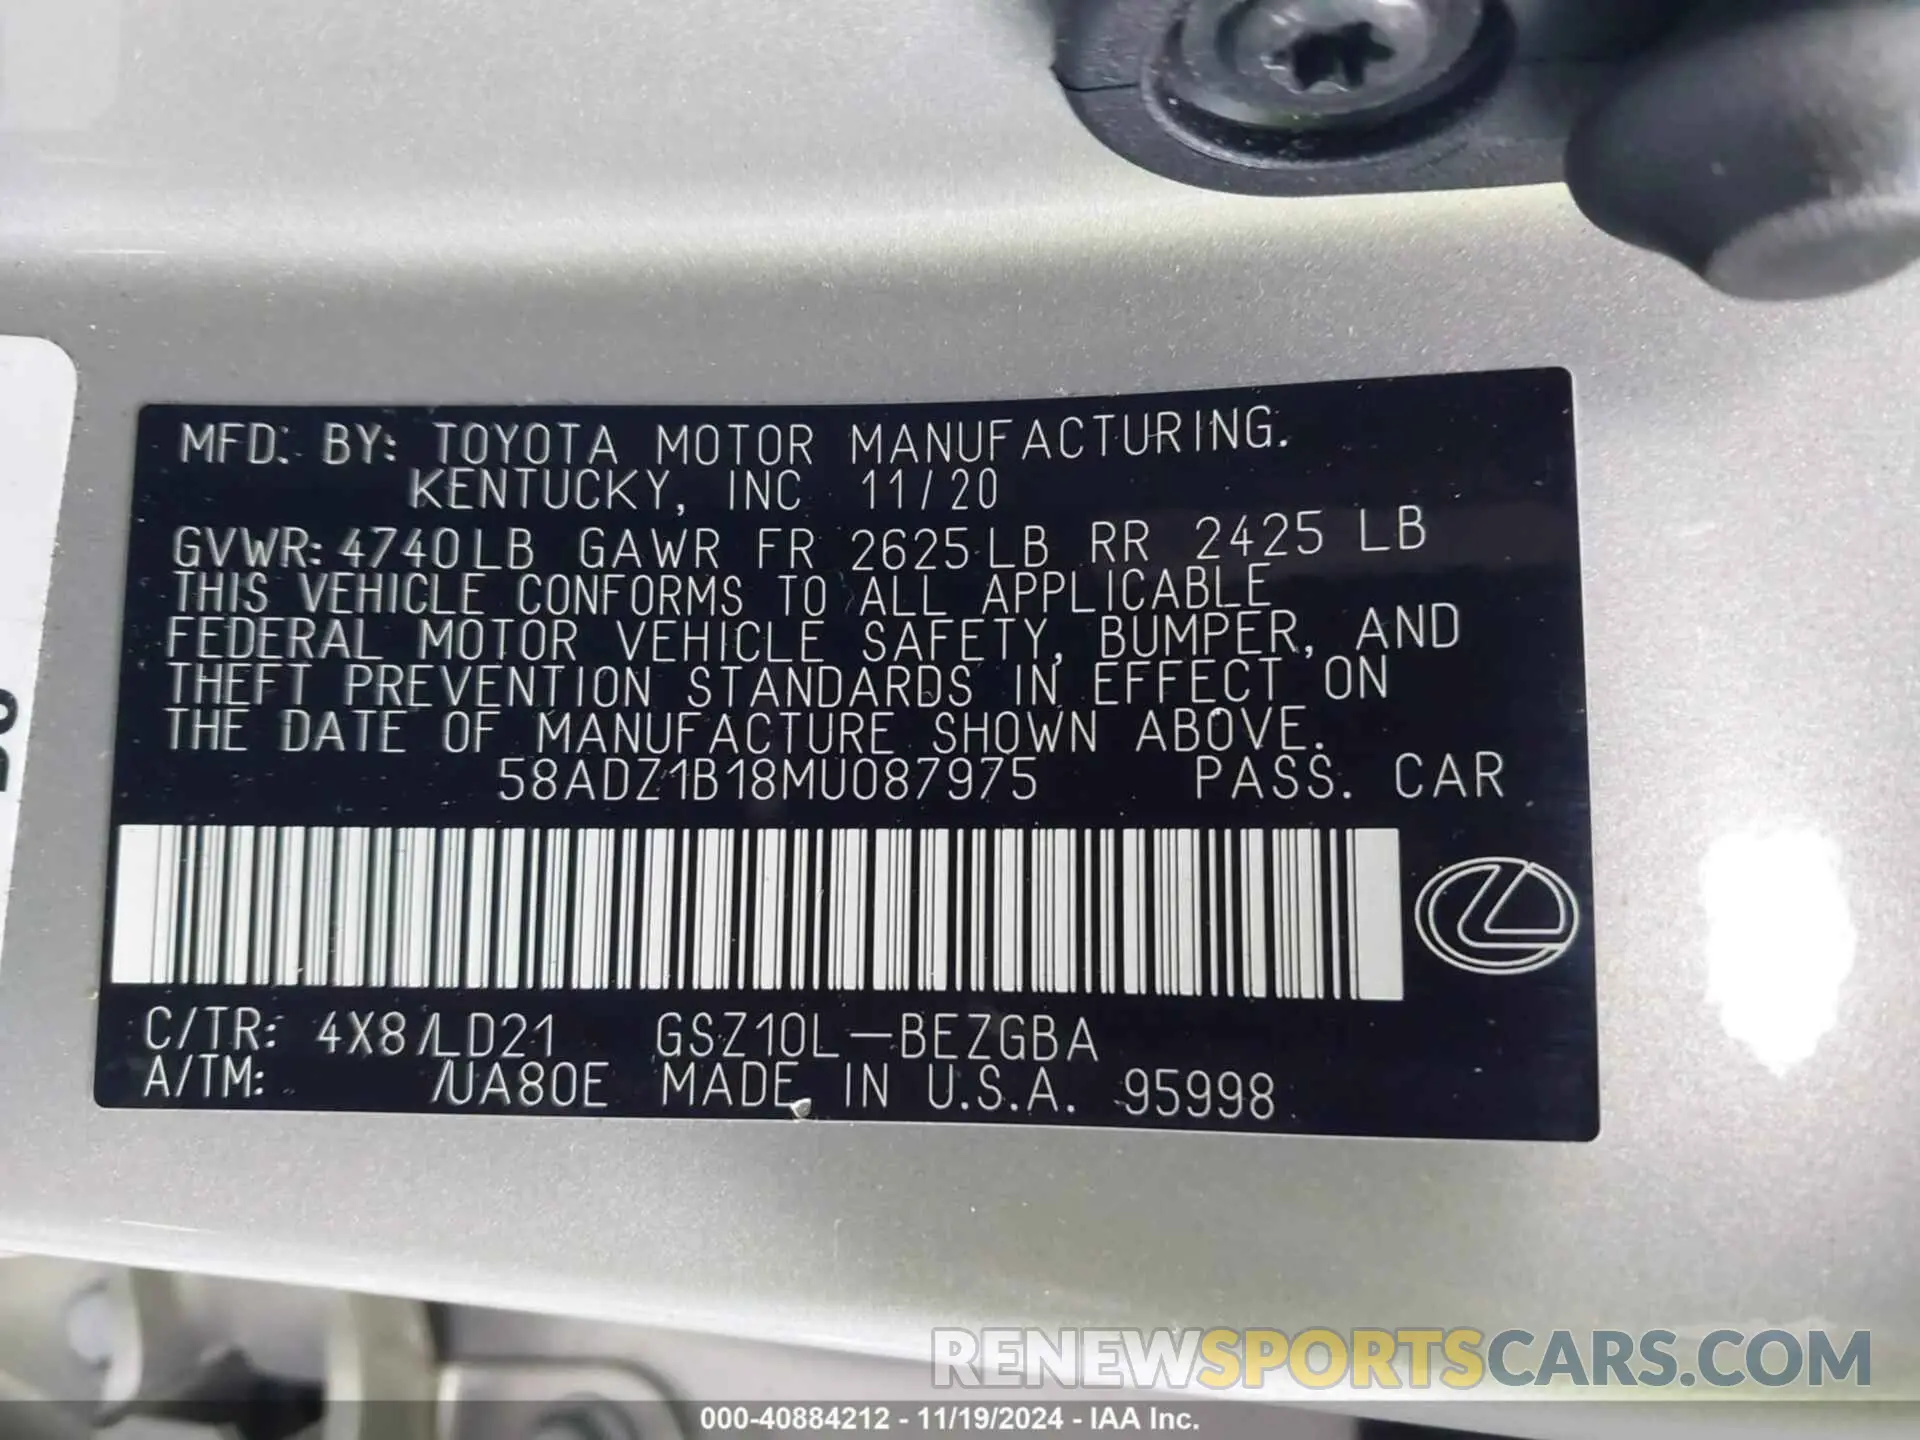 MFD. BY: TOYOTA MOTOR MANUFACTURING.
KENTUCKY, INC 11/20
GVWR: 4740LB GAWR FR 2625 LB RR 2425 LB
THIS VEHICLE CONFORMS TO ALL APPLICABLE
FEDERAL MOTOR VEHICLE SAFETY, BUMPER, AND
THEFT PREVENTION STANDARDS IN EFFECT ON
THE DATE OF MANUFACTURE SHOWN ABOVE.
58ADZ1B18MU087975 PASS. CAR
C/TR: 4X8/LD21 GSZ10L-BEZGBA
A/TM: /UA80E MADE IN U.S.A. 95998
RENEWSPORTSCARS.COM
000-40884212 - 11/19/2024 - IAA Inc.